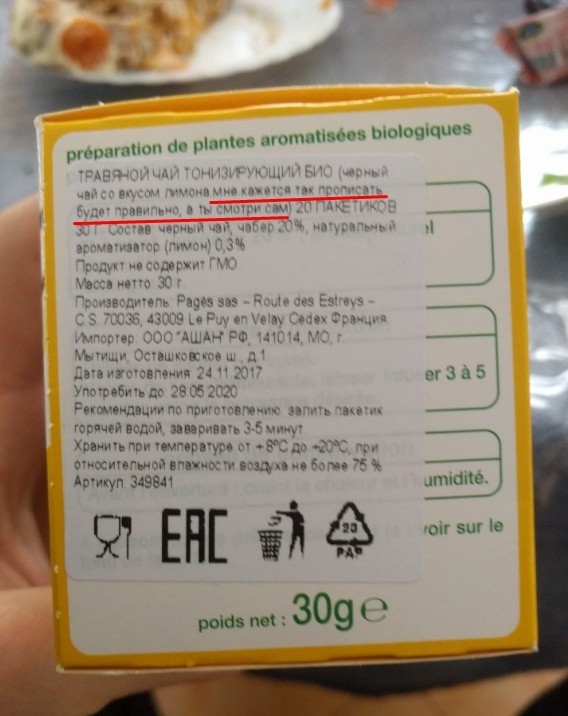 préparation de plantes aromatisées biologiques
ТРАВЯНОЙ ЧАЙ ТОНИЗИРУЮЩИЙ БИО (черный
чай со вкусом лимона мне кажется так прописать
будет правильно, а ты смотри сам) 20 ПАКЕТИКОВ
30 Г. Состав: черный чай, чабер 20%, натуральный
ароматизатор (лимон) 0,3%
Продукт не содержит ГМО.
Масса нетто: 30 г.
Производитель: Pagès sas – Route des Estreys –
C.S. 70036, 43009 Le Puy en Velay Cedex Франция.
Импортер: ООО "АШАН" РФ, 141014, МО, г.
Мытищи, Осташковское ш., д.1
Дата изготовления: 24.11.2017
Употребить до: 28.05.2020
Рекомендации по приготовлению: залить пакетик
горячей водой, заваривать 3-5 минут
er 3 à 5
Хранить при температуре от +8°C до +20°C, при
относительной влажности воздуха не более 75 %
Артикул: 349841
umidité.
EAC
20
PAP
voir sur le
poids net : 30g e